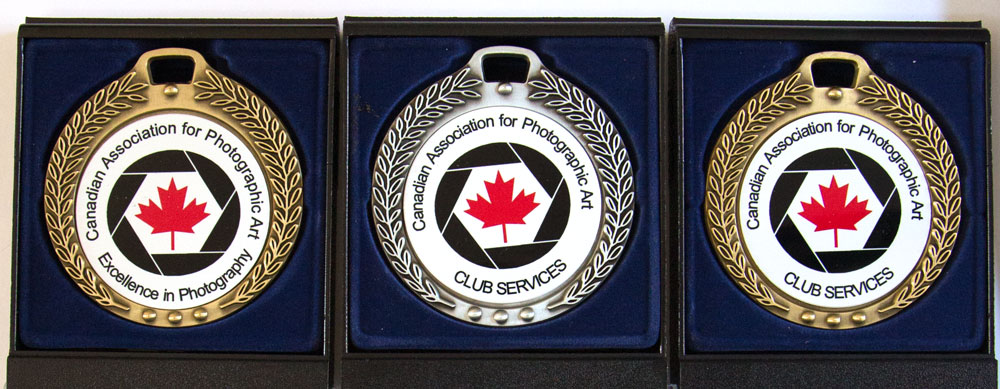 Canadian Association for Photographic Art
Excellence in Photography
Canadian Association for Photographic Art
CLUB SERVICES
Canadian Association for Photographic Art
CLUB SERVICES